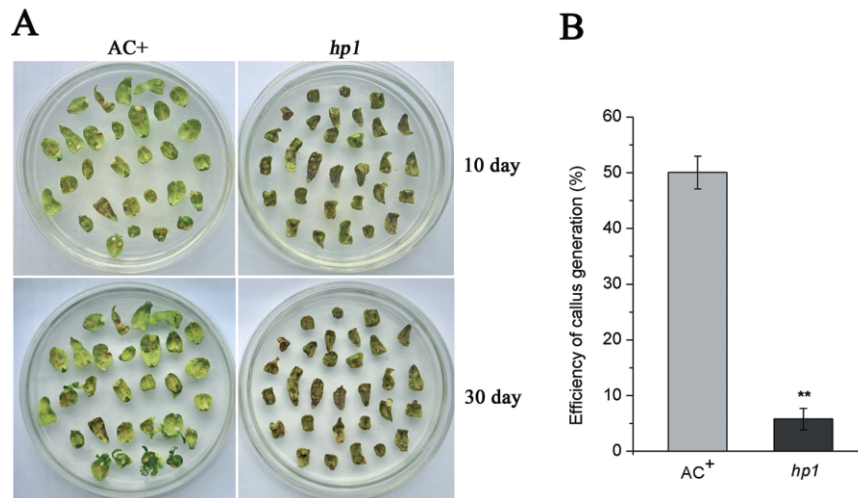 A
AC+
hp1
10 day
30 day
B
Efficiency of callus generation (%)
60
50
40
30
20
10
0
**
AC⁺
hp1